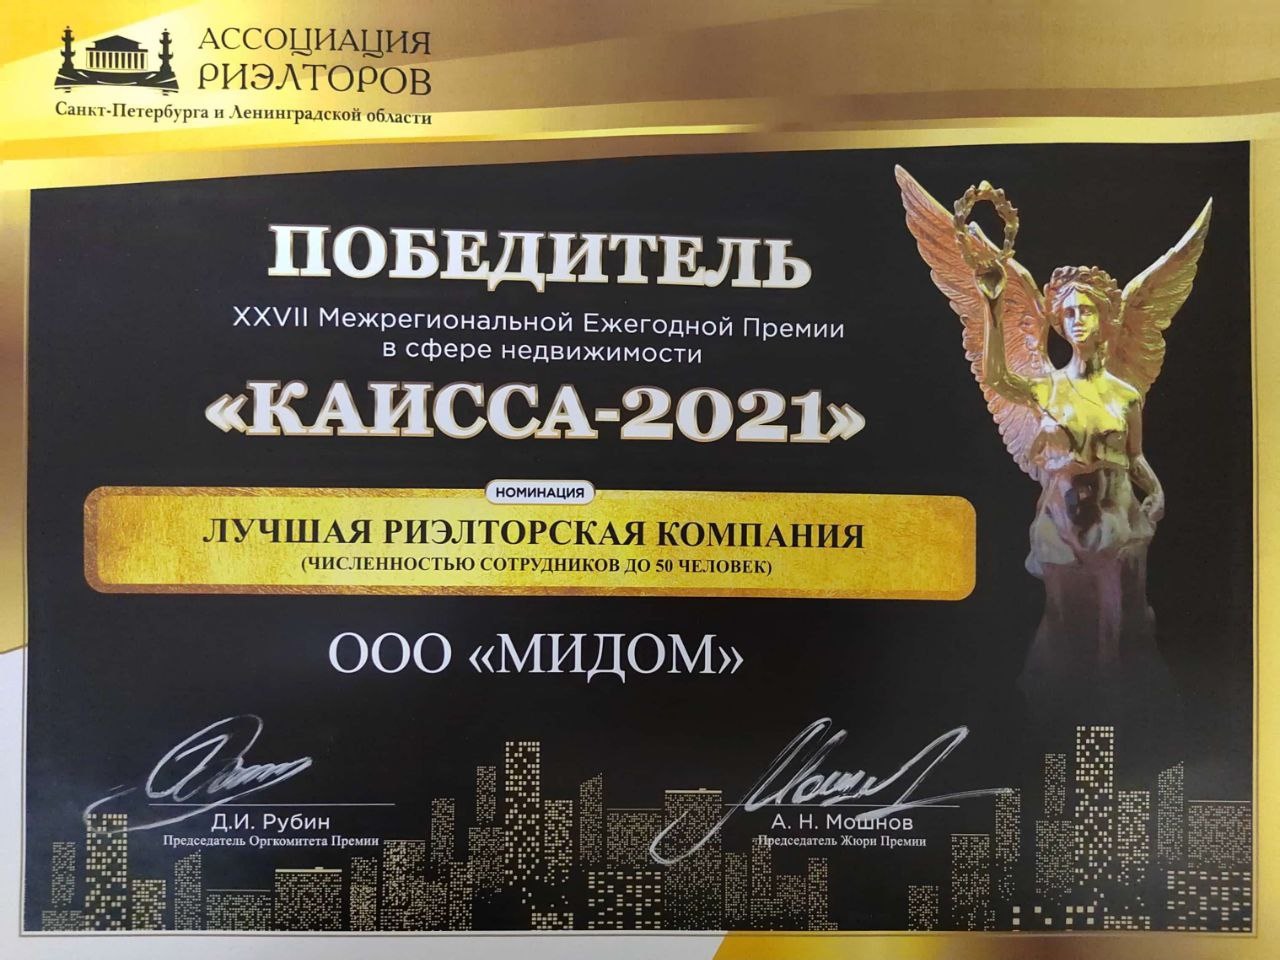 АССОЦИАЦИЯ
РИЭЛТОРОВ
Санкт-Петербурга и Ленинградской области
ПОБЕДИТЕЛЬ
XXVII Межрегиональной Ежегодной Премии
в сфере недвижимости
«КАИССА-2021»
НОМИНАЦИЯ
ЛУЧШАЯ РИЭЛТОРСКАЯ КОМПАНИЯ
(ЧИСЛЕННОСТЬЮ СОТРУДНИКОВ ДО 50 ЧЕЛОВЕК)
ООО «МИДОМ»
Д.И. Рубин
Председатель Оргкомитета Премии
А. Н. Мошнов
Председатель Жюри Премии